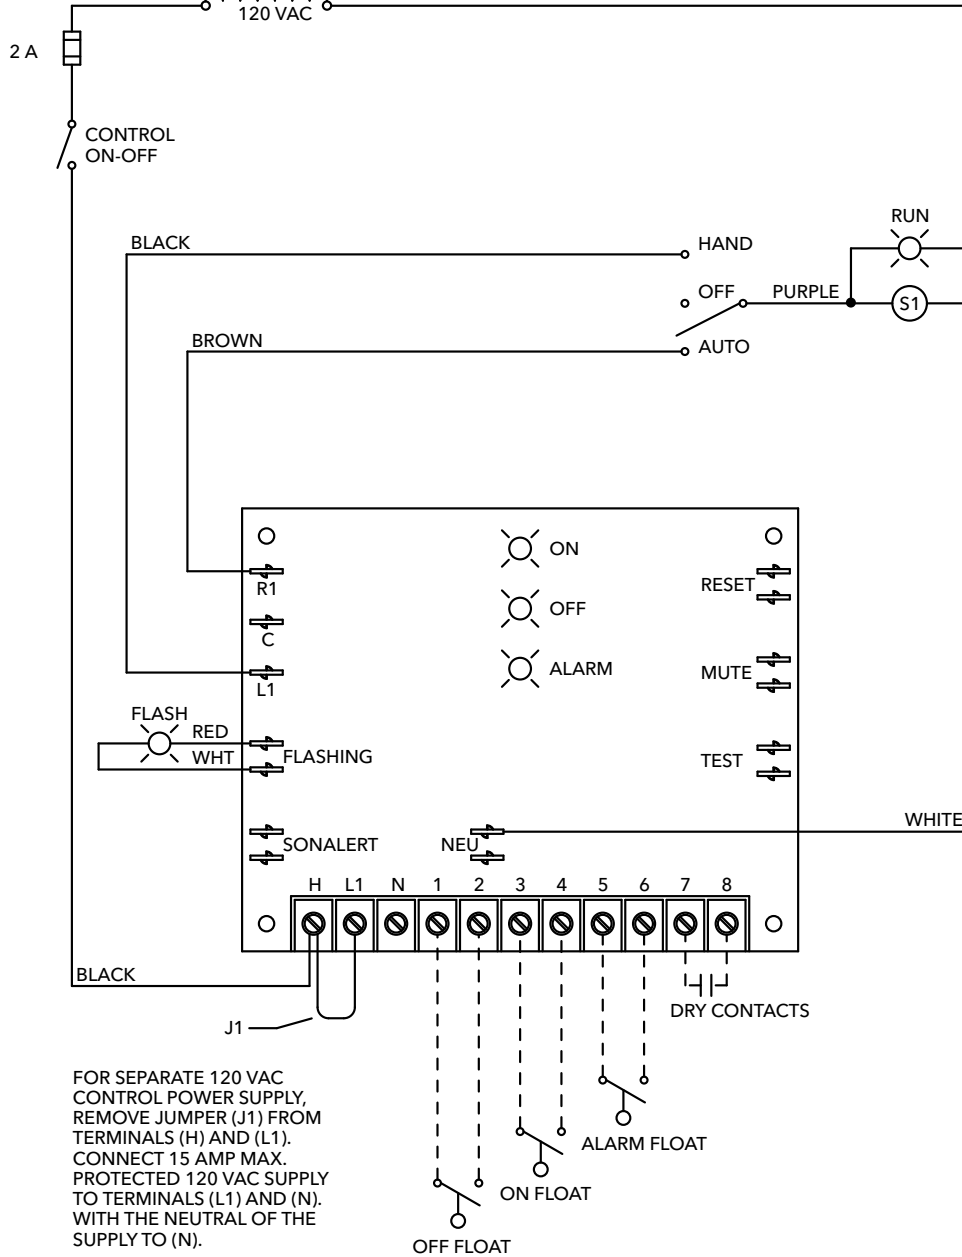 120 VAC
2 A
CONTROL
ON-OFF
RUN
BLACK
HAND
OFF
PURPLE
S1
BROWN
AUTO
ON
R1
RESET
OFF
C
ALARM
L1
MUTE
FLASH
RED
WHT
FLASHING
TEST
WHITE
SONALERT
NEU
H L1 N 1 2 3 4 5 6 7 8
BLACK
DRY CONTACTS
J1
FOR SEPARATE 120 VAC
CONTROL POWER SUPPLY,
REMOVE JUMPER (J1) FROM
TERMINALS (H) AND (L1).
CONNECT 15 AMP MAX.
PROTECTED 120 VAC SUPPLY
TO TERMINALS (L1) AND (N).
WITH THE NEUTRAL OF THE
SUPPLY TO (N).
ALARM FLOAT
ON FLOAT
OFF FLOAT